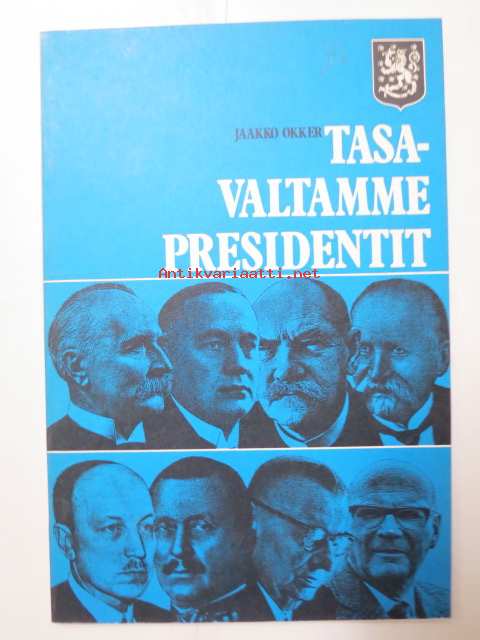 JAAKKO OKKER
TASA-
VALTAMME
PRESIDENTIT
Antikvariaatti.net